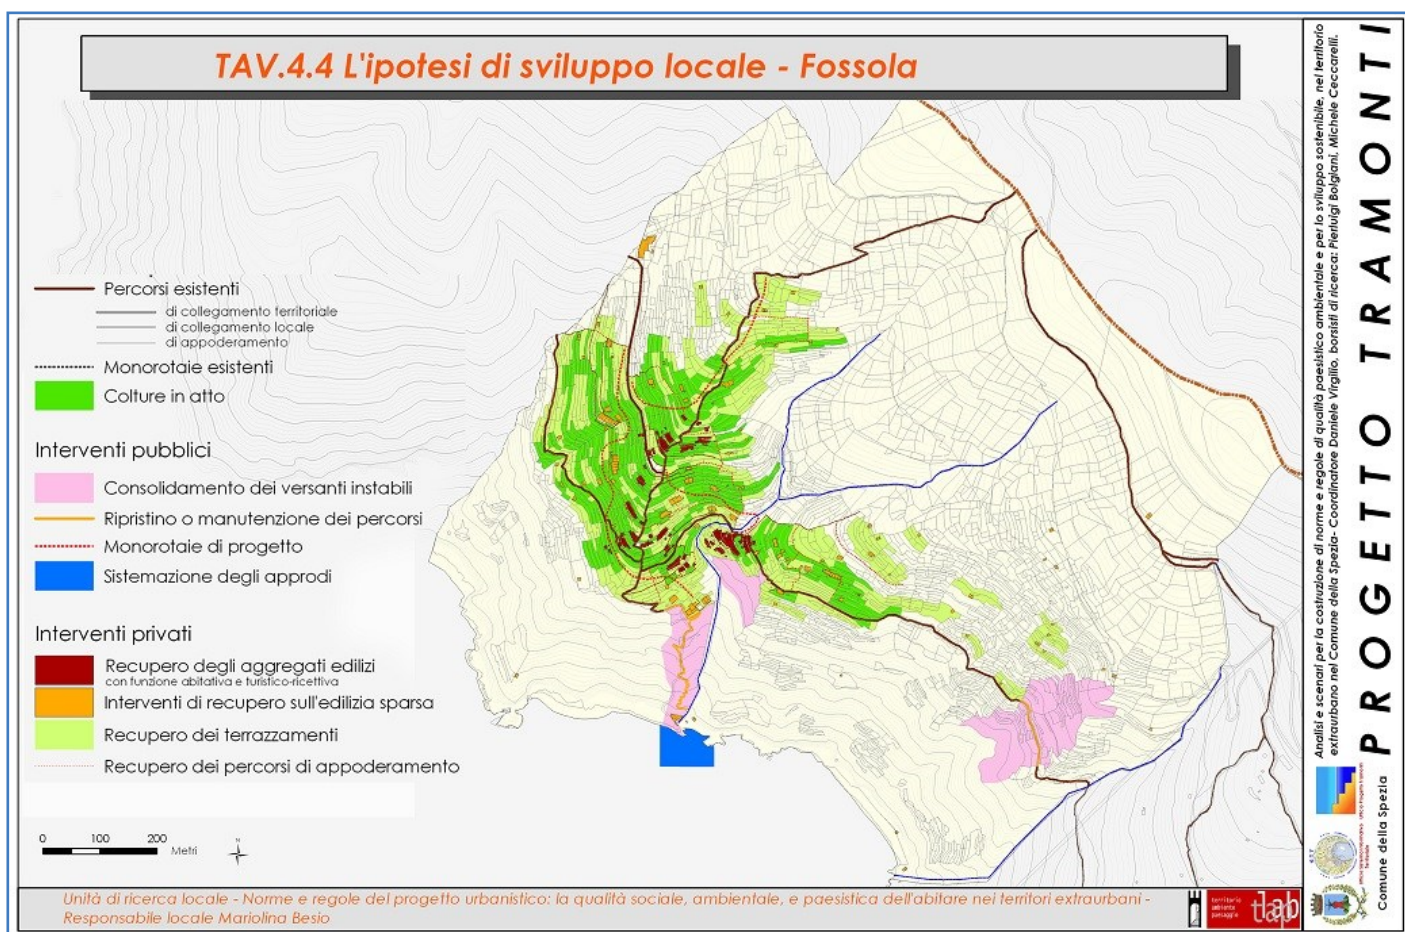 TAV.4.4 L'ipotesi di sviluppo locale - Fossola
Percorsi esistenti
di collegamento territoriale
di collegamento locale
di appoderamento
Monorotaie esistenti
Colture in atto
Interventi pubblici
Consolidamento dei versanti instabili
Ripristino o manutenzione dei percorsi
Monorotaie di progetto
Sistemazione degli approdi
Interventi privati
Recupero degli aggregati edilizi
con funzione abitativa e turistico-ricettiva
Interventi di recupero sull'edilizia sparsa
Recupero dei terrazzamenti
Recupero dei percorsi di appoderamento
0 100 200
Metri
Unità di ricerca locale - Norme e regole del progetto urbanistico: la qualità sociale, ambientale, e paesistica dell'abitare nei territori extraurbani -
Responsabile locale Mariolina Besio
territorio
ambiente
paesaggio
lab
tap
Analisi e scenari per la costruzione di norme e regole di qualità paesistico ambientale e per lo sviluppo sostenibile, nel territorio
extraurbano nel Comune della Spezia- Coordinatore Daniele Virgilio, borsisti di ricerca: Pierluigi Bolgiani, Michele Ceccarelli.
PROGETTO TRAMONTI
Comune della Spezia